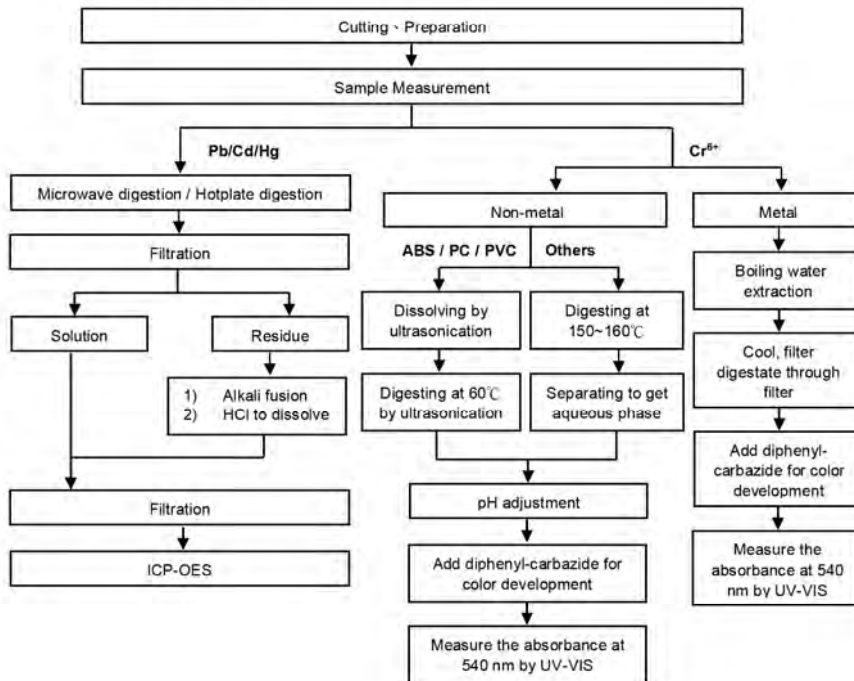 Cutting、Preparation
Sample Measurement
Pb/Cd/Hg
Cr⁶⁺
Microwave digestion / Hotplate digestion
Non-metal
Metal
Filtration
ABS / PC / PVC
Others
Boiling water
extraction
Solution
Residue
Dissolving by
ultrasonication
Digesting at
150~160℃
Cool, filter
digestate through
filter
1) Alkali fusion
2) HCl to dissolve
Digesting at 60℃
by ultrasonication
Separating to get
aqueous phase
Add diphenyl-
carbazide for color
development
Filtration
pH adjustment
ICP-OES
Add diphenyl-carbazide for
color development
Measure the
absorbance at 540
nm by UV-VIS
Measure the absorbance at
540 nm by UV-VIS